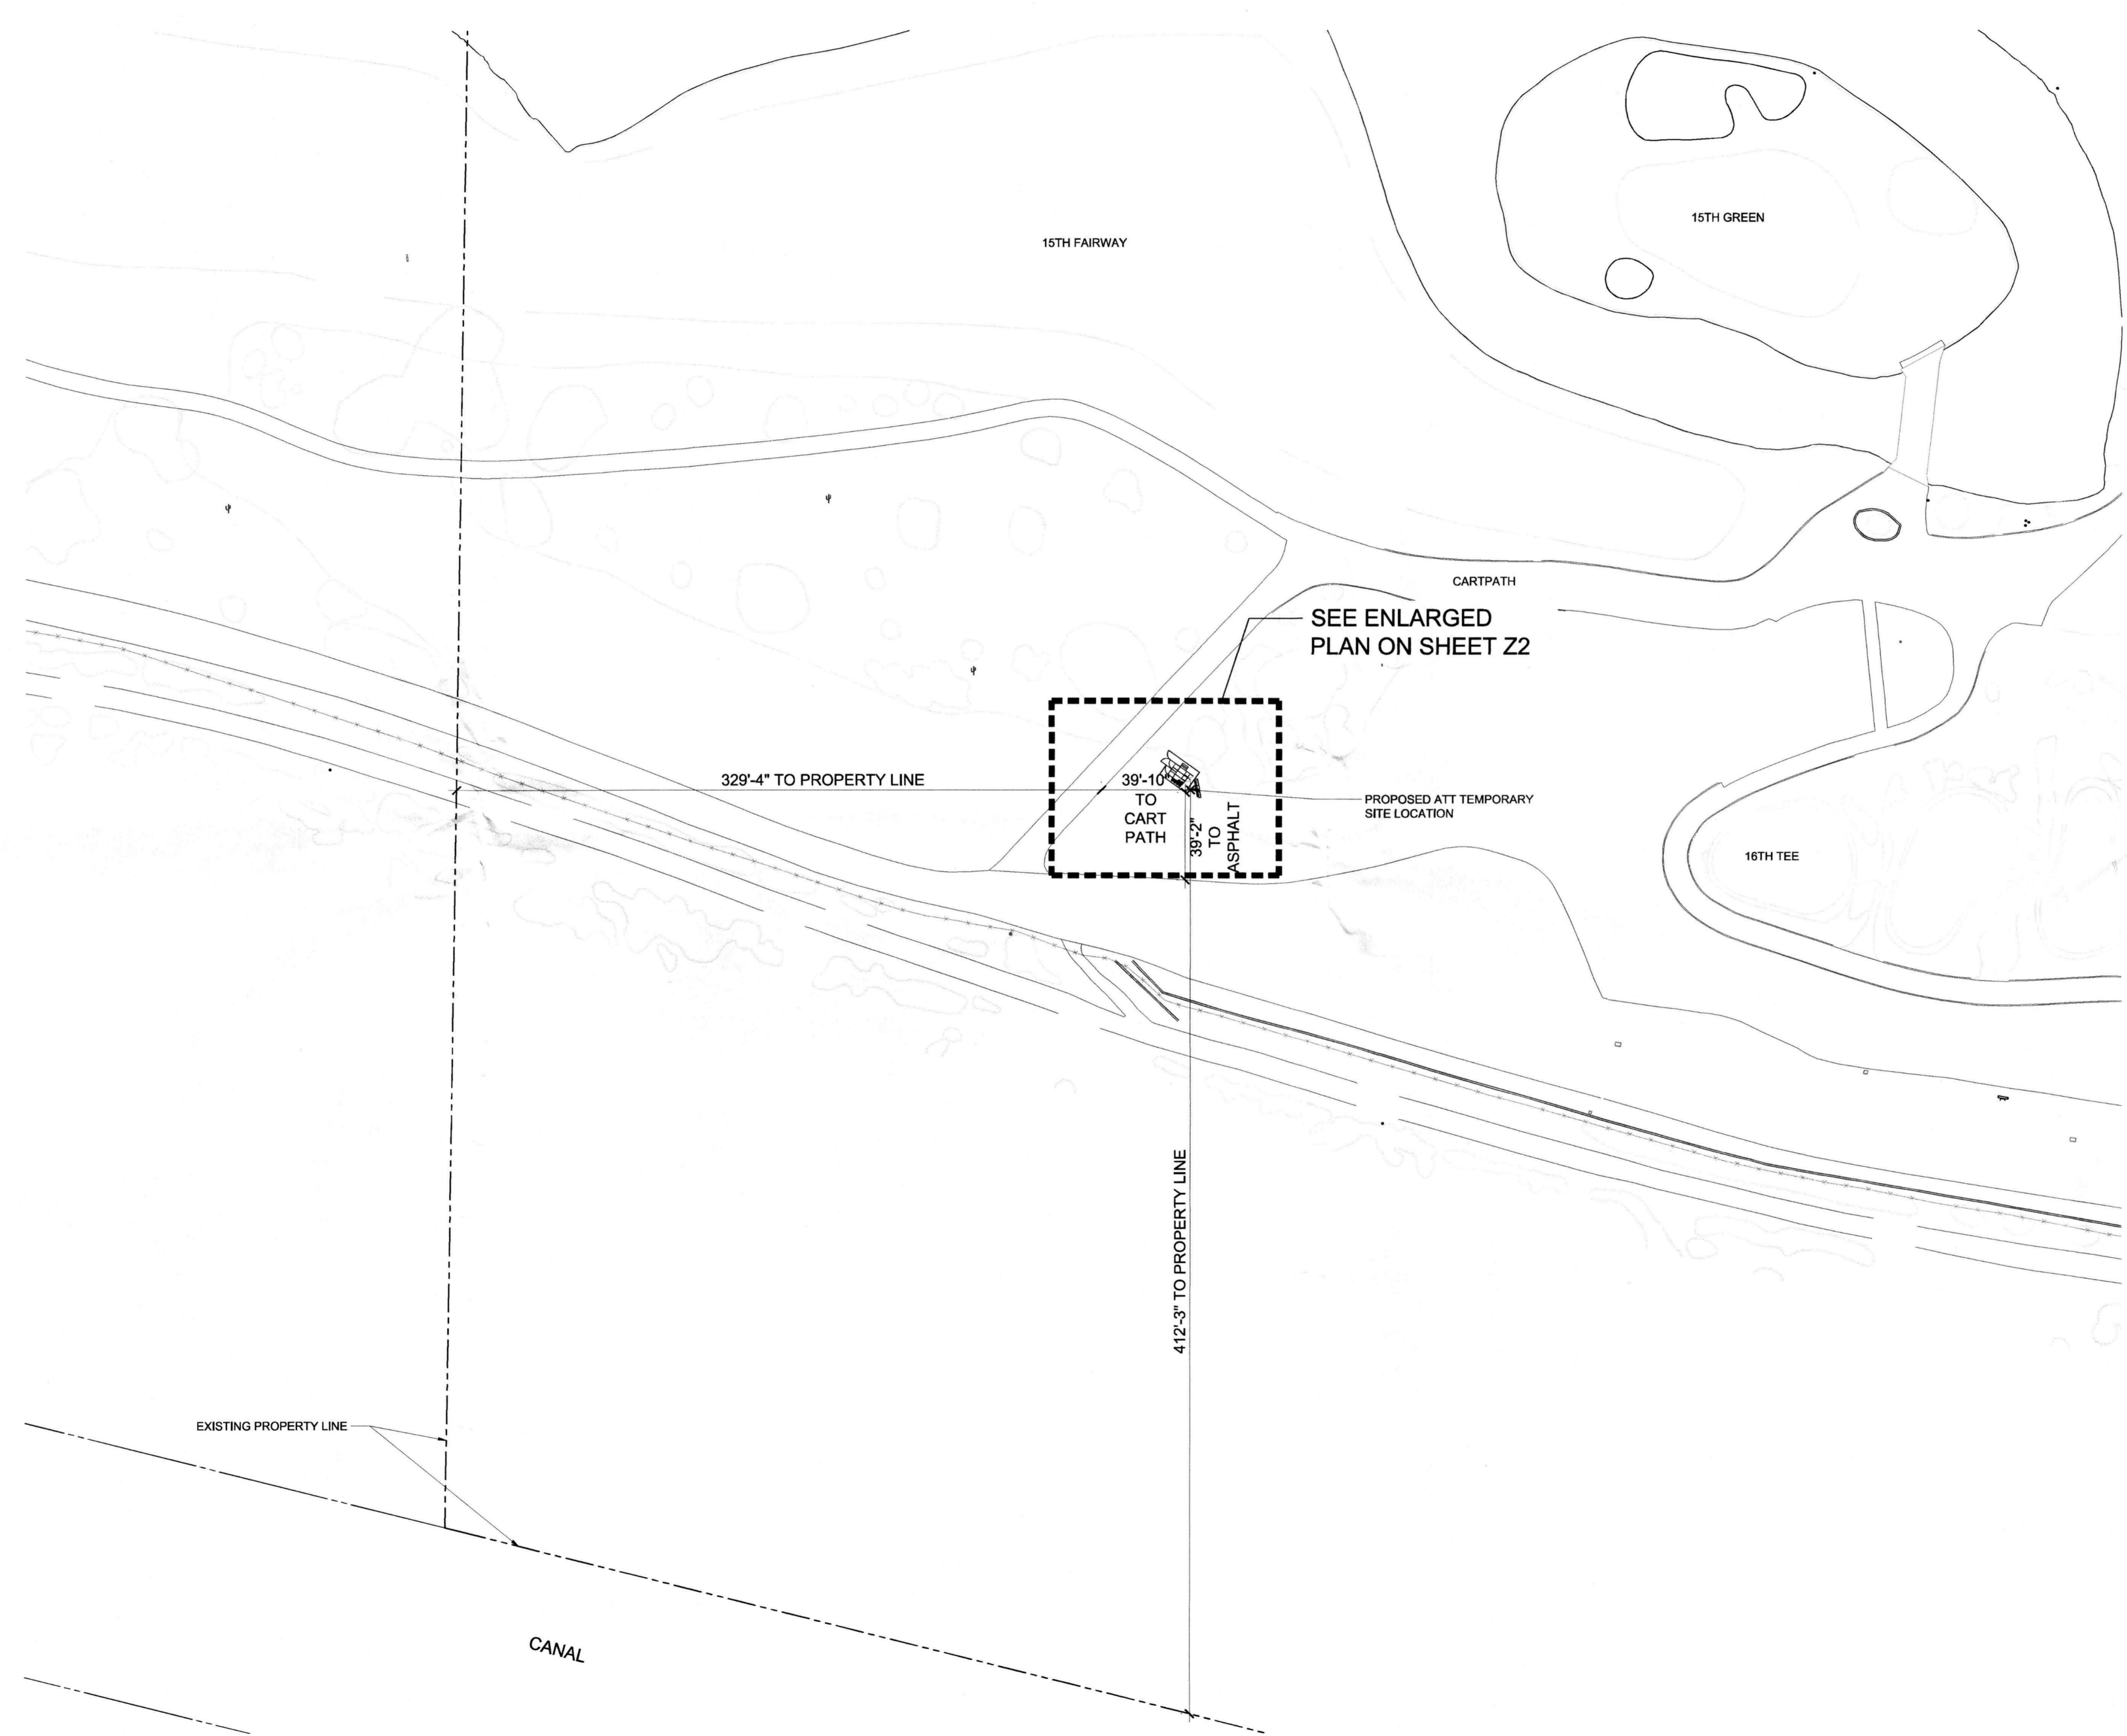 15TH GREEN
15TH FAIRWAY
CARTPATH
SEE ENLARGED
PLAN ON SHEET Z2
329'-4" TO PROPERTY LINE
39'-10"
TO
CART
PATH
39'-2"
TO
ASPHALT
PROPOSED ATT TEMPORARY
SITE LOCATION
16TH TEE
412'-3" TO PROPERTY LINE
EXISTING PROPERTY LINE
CANAL